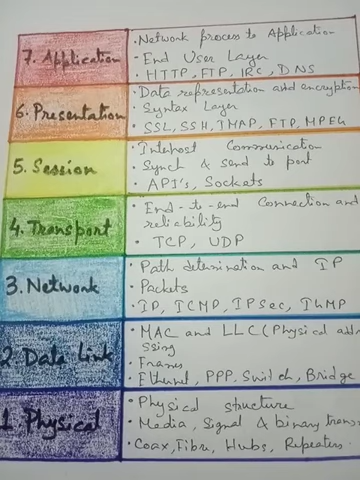 7. Application
• Network process to Application
• End User Layer
• HTTP, FTP, IRC, DNS
6. Presentation
• Data representation and encryption
• Syntax Layer
• SSL, SSH, IMAP, FTP, MPEG
5. Session
• Interhost Communication
• Synch & send to port
• API's, Sockets
4. Transport
• End-to-end Connection and
reliability
• TCP, UDP
3. Network
• Path determination and IP
• Packets
• IP, ICMP, IPSec, IGMP
2 Data Link
• MAC and LLC (Physical addre
ssing
• Frames
• Ethernet, PPP, Switch, Bridge
1 Physical
• Physical structure
• Media, Signal & binary trans
• Coax, Fibre, Hubs, Repeaters.